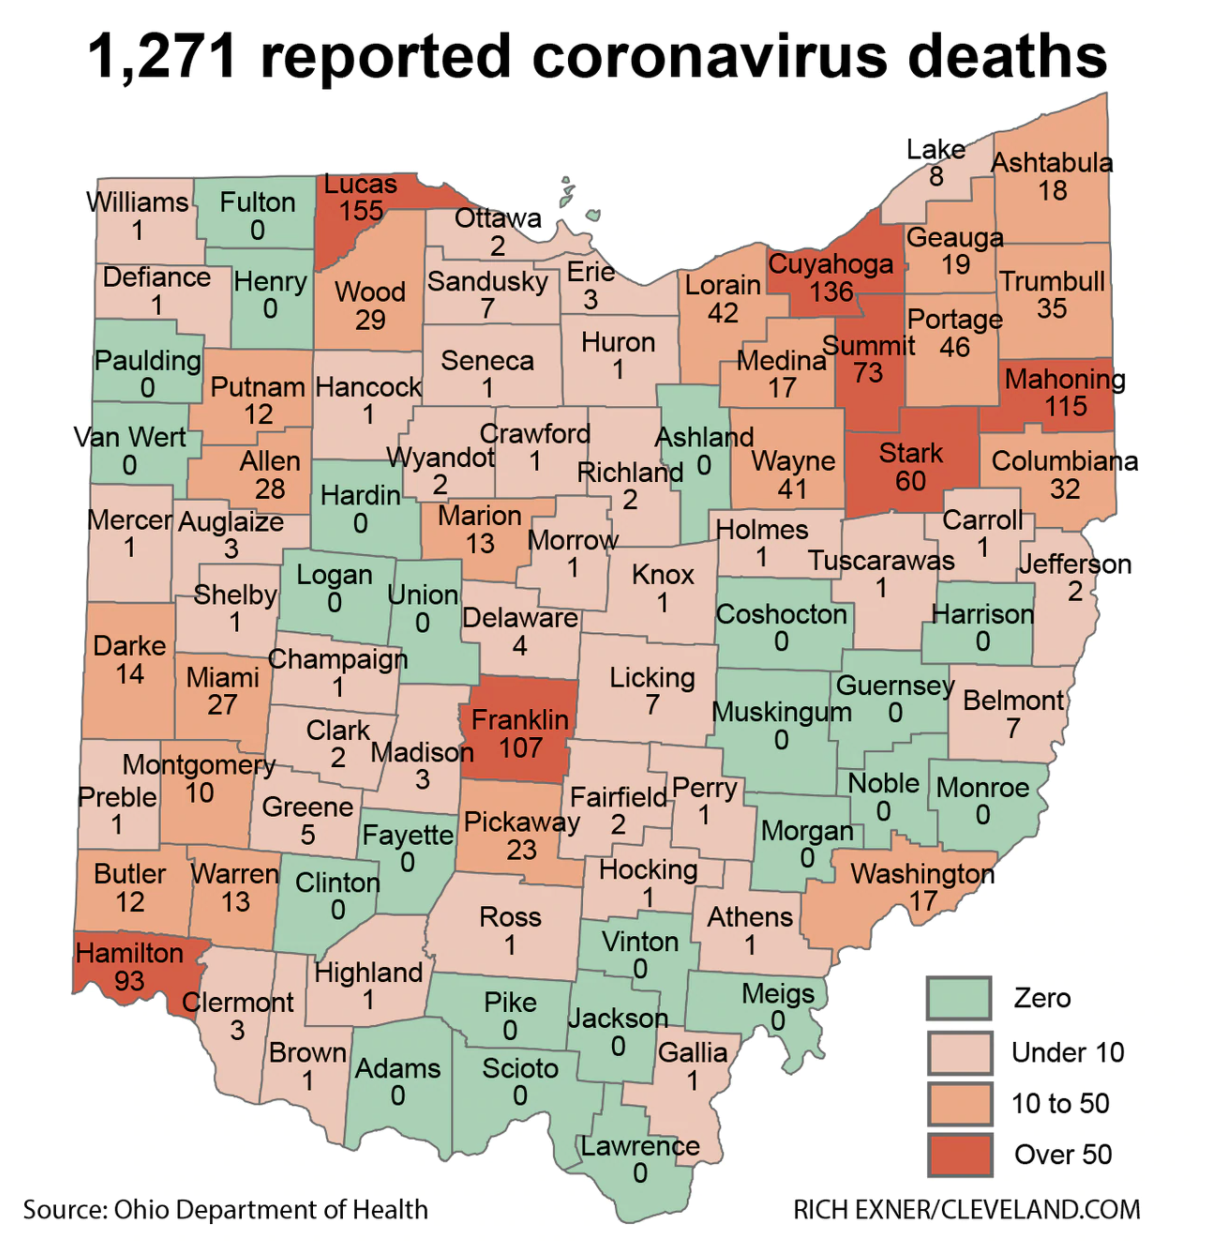 1,271 reported coronavirus deaths
Lake
8
Ashtabula
18
Williams
1
Fulton
0
Lucas
155
Ottawa
2
Geauga
19
Defiance
1
Henry
0
Wood
29
Sandusky
7
Erie
3
Lorain
42
Cuyahoga
136
Trumbull
35
Paulding
0
Putnam
12
Hancock
1
Seneca
1
Huron
1
Medina
17
Summit
73
Portage
46
Mahoning
115
Van Wert
0
Allen
28
Wyandot
2
Crawford
1
Richland
2
Ashland
0
Wayne
41
Stark
60
Columbiana
32
Mercer
1
Auglaize
3
Hardin
0
Marion
13
Morrow
1
Holmes
1
Tuscarawas
1
Carroll
1
Jefferson
2
Shelby
1
Logan
0
Union
0
Delaware
4
Knox
1
Coshocton
0
Harrison
0
Darke
14
Miami
27
Champaign
1
Licking
7
Muskingum
0
Guernsey
0
Belmont
7
Clark
2
Madison
3
Franklin
107
Preble
1
Montgomery
10
Greene
5
Fayette
0
Pickaway
23
Fairfield
2
Perry
1
Morgan
0
Noble
0
Monroe
0
Butler
12
Warren
13
Clinton
0
Ross
1
Hocking
1
Athens
1
Washington
17
Hamilton
93
Clermont
3
Highland
1
Pike
0
Vinton
0
Jackson
0
Meigs
0
Brown
1
Adams
0
Scioto
0
Gallia
1
Lawrence
0
Zero
Under 10
10 to 50
Over 50
Source: Ohio Department of Health
RICH EXNER/CLEVELAND.COM